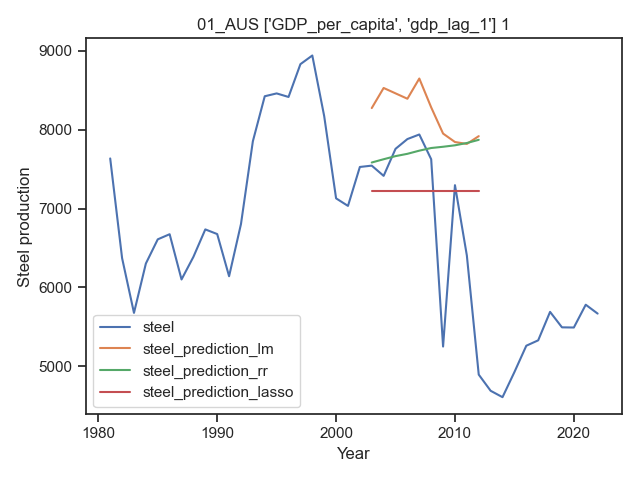 01_AUS ['GDP_per_capita', 'gdp_lag_1'] 1
9000
8000
7000
6000
5000
Steel production
steel
steel_prediction_lm
steel_prediction_rr
steel_prediction_lasso
1980
1990
2000
2010
2020
Year